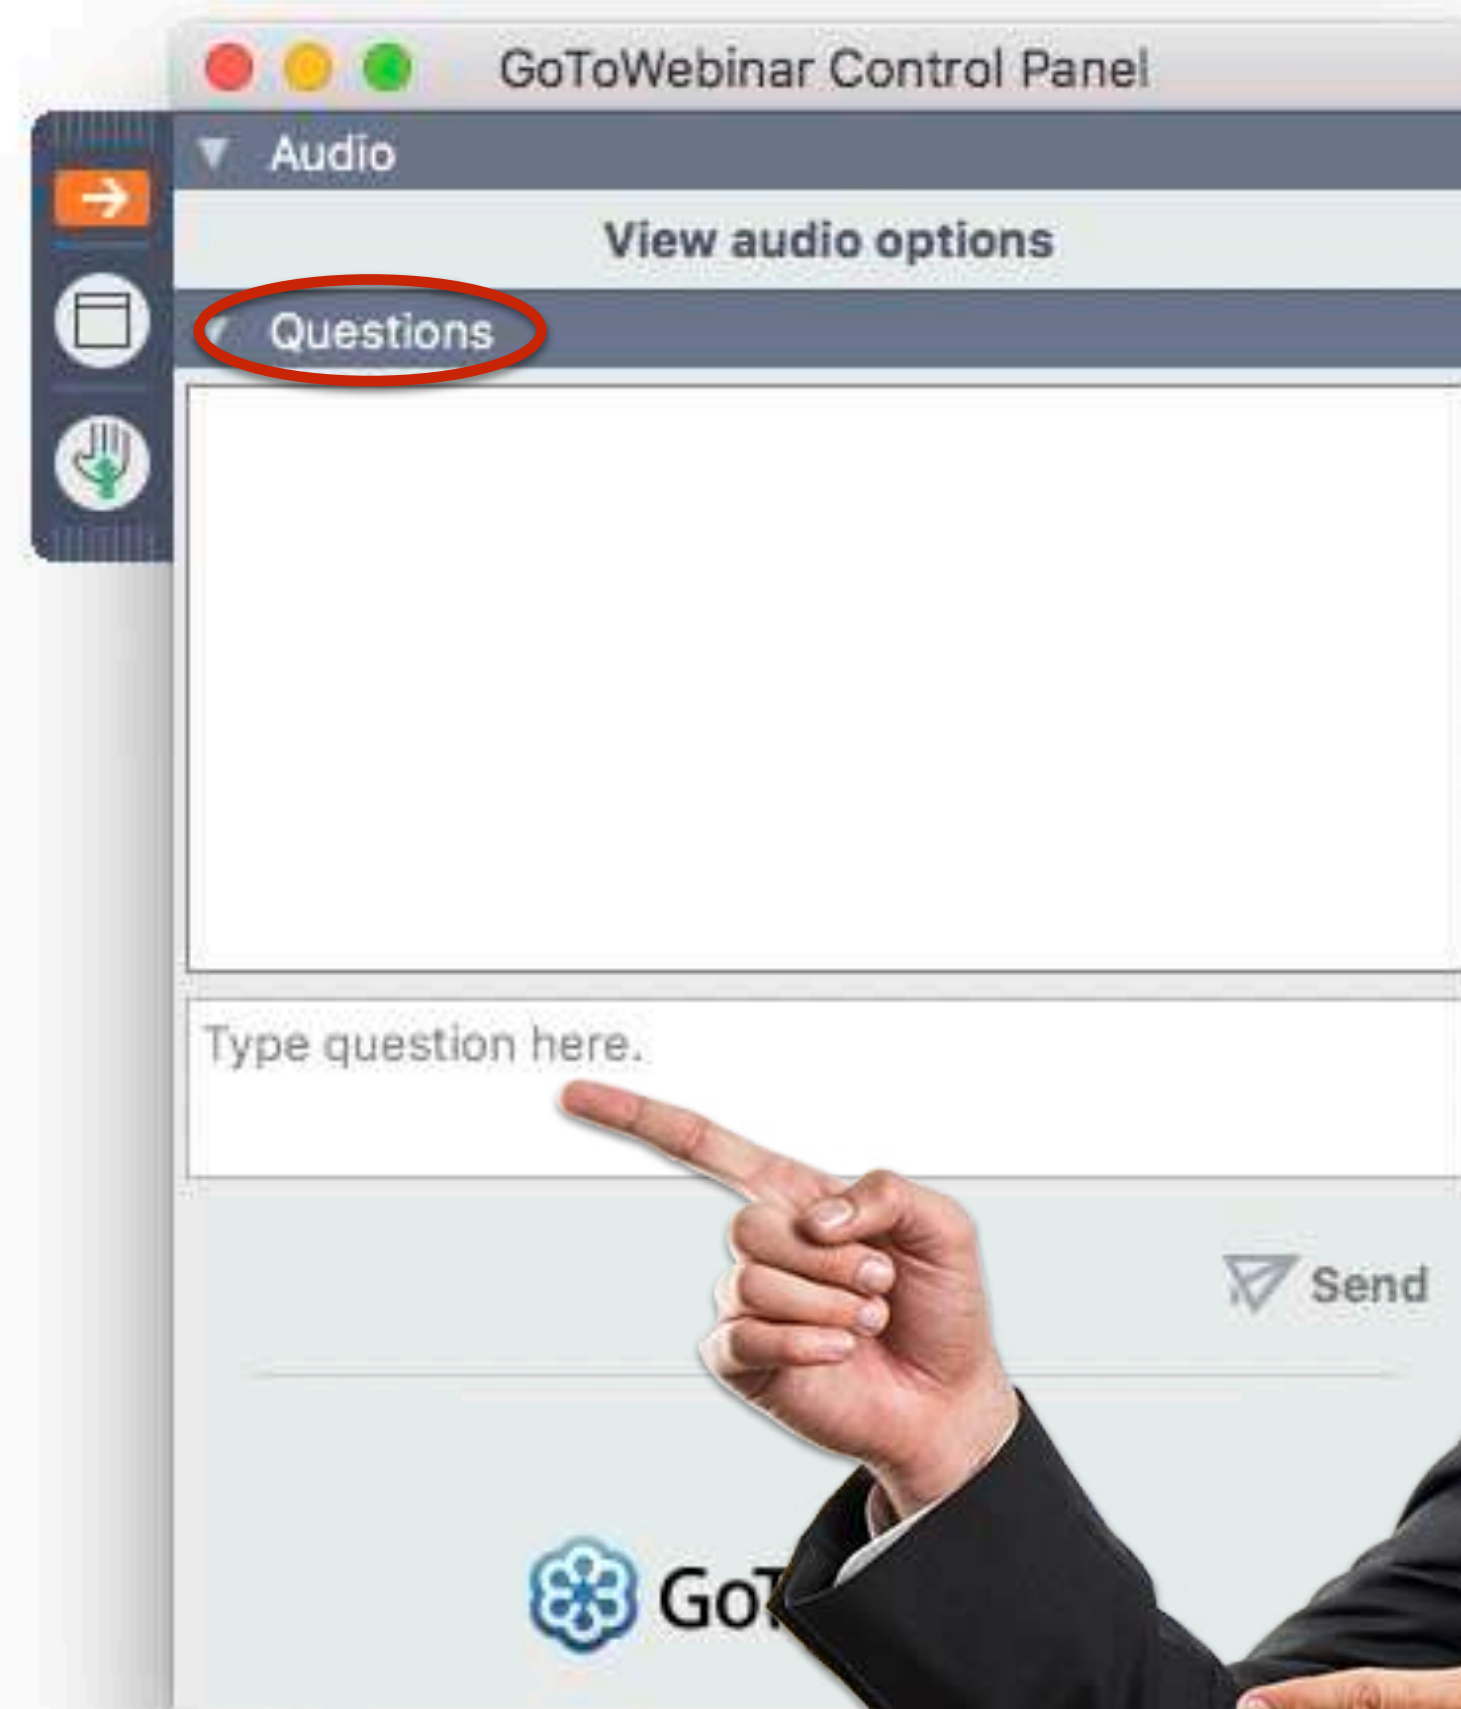 GoToWebinar Control Panel
Audio
View audio options
Questions
Type question here.
Send
GoT